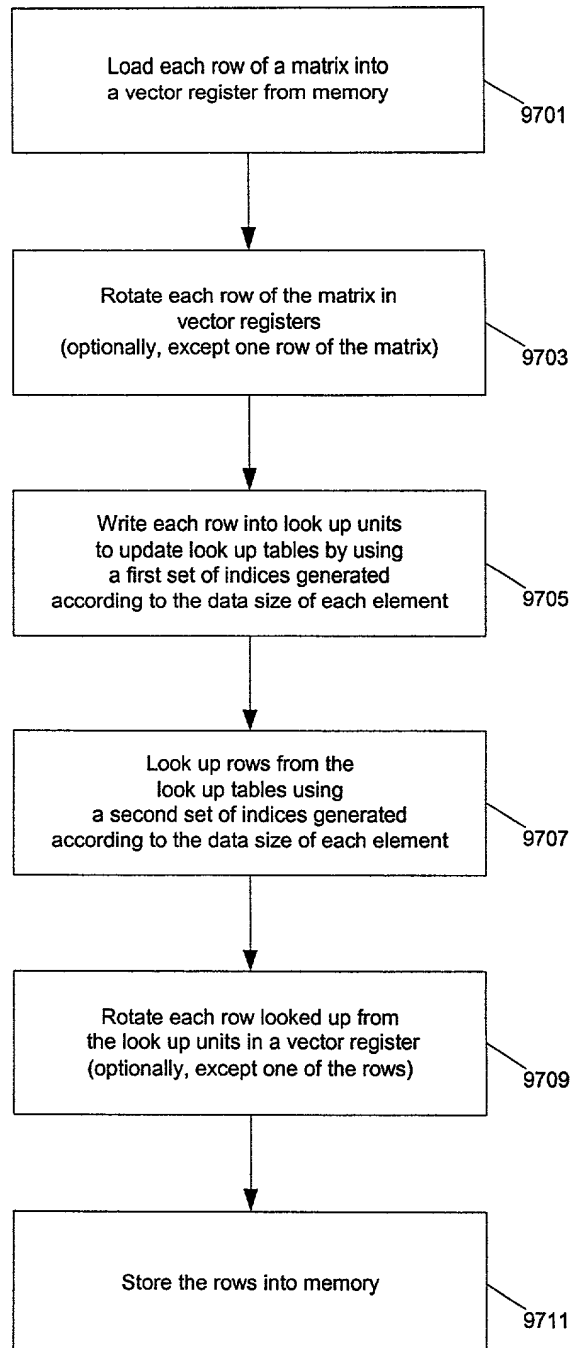 Load each row of a matrix into
a vector register from memory
9701
Rotate each row of the matrix in
vector registers
(optionally, except one row of the matrix)
9703
Write each row into look up units
to update look up tables by using
a first set of indices generated
according to the data size of each element
9705
Look up rows from the
look up tables using
a second set of indices generated
according to the data size of each element
9707
Rotate each row looked up from
the look up units in a vector register
(optionally, except one of the rows)
9709
Store the rows into memory
9711